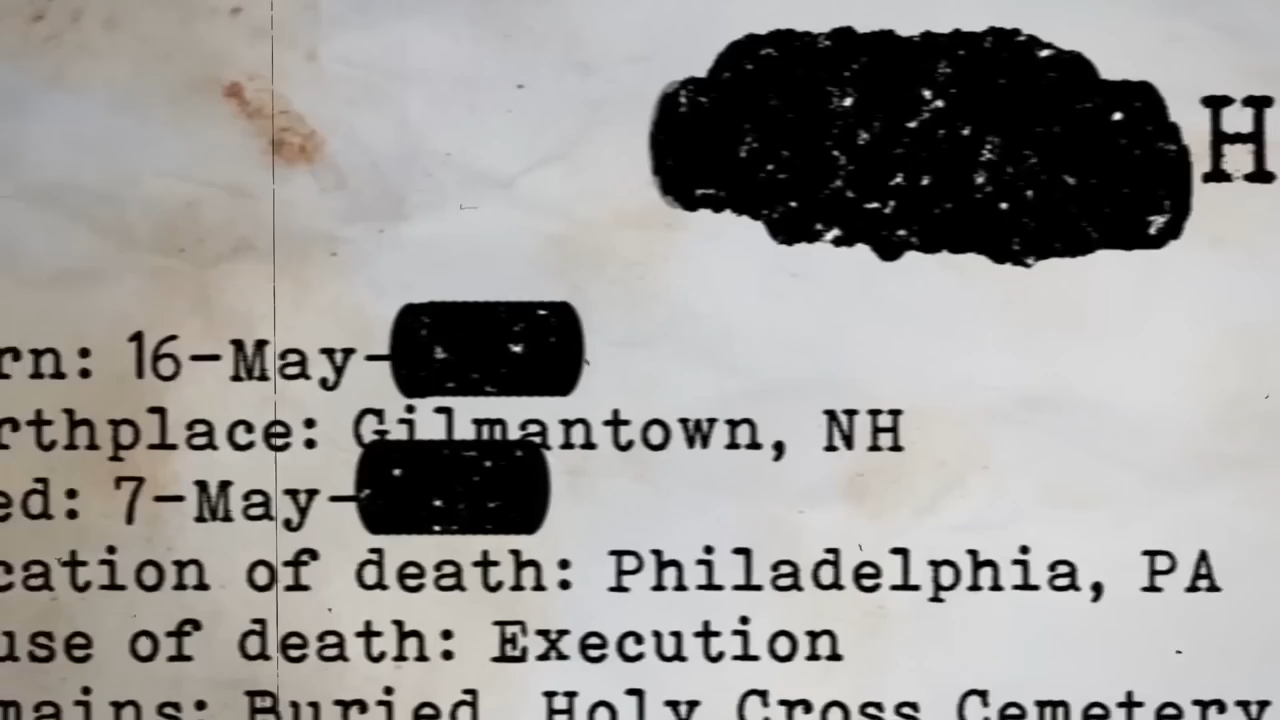 H
rn: 16-May-
rthplace: Gilmantown, NH
ed: 7-May-
cation of death: Philadelphia, PA
use of death: Execution
mains: Buried, Holy Cross Cemetery